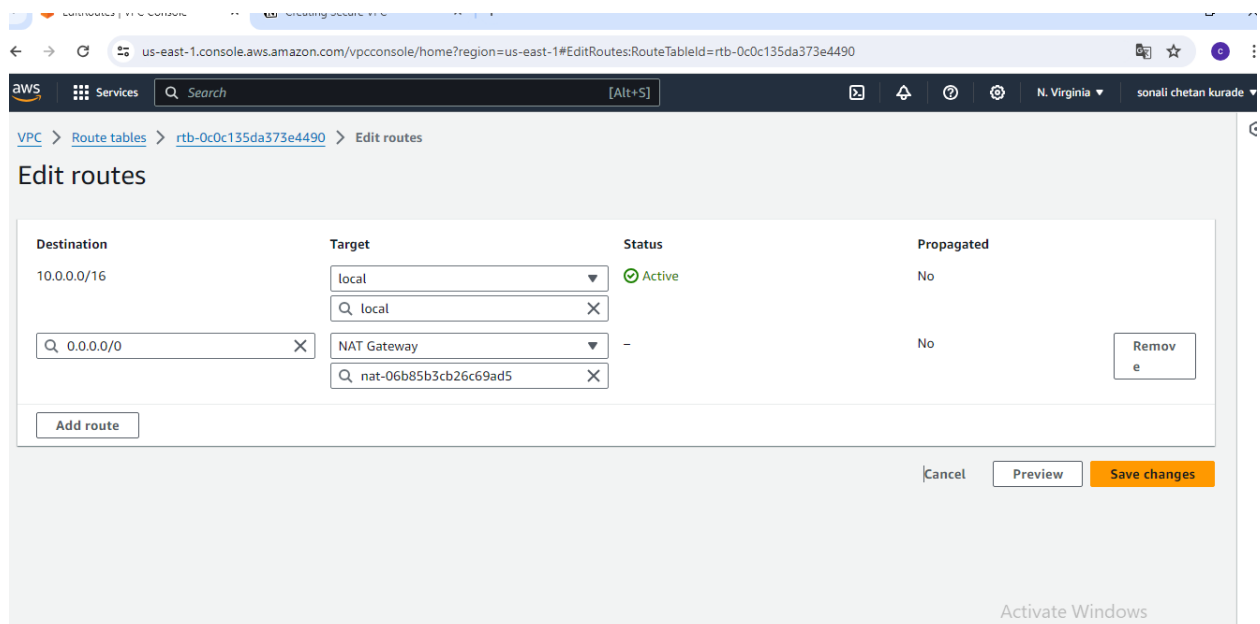 us-east-1.console.aws.amazon.com/vpcconsole/home?region=us-east-1#EditRoutes:RouteTableId=rtb-0c0c135da373e4490
c
aws Services Search [Alt+S] N. Virginia sonali chetan kurade
VPC > Route tables > rtb-0c0c135da373e4490 > Edit routes
Edit routes
Destination Target Status Propagated
10.0.0.0/16 local Active No
local
0.0.0.0/0 NAT Gateway – No Remov
e
nat-06b85b3cb26c69ad5
Add route
Cancel Preview Save changes
Activate Windows